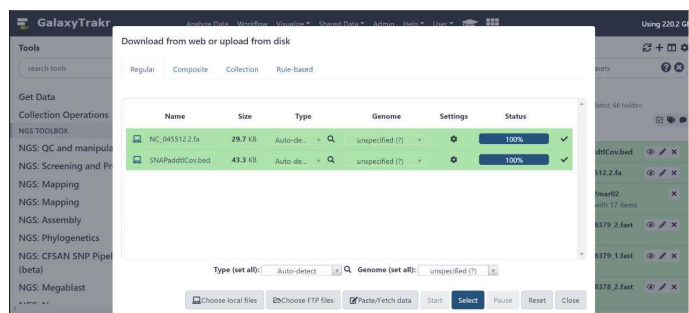 GalaxyTrakr Analyze Data Workflow Visualize Shared Data Admin Help User Using 220.2 GB
Tools
search tools
Get Data
Collection Operations
NGS TOOLBOX
NGS: QC and manipula
NGS: Screening and Pr
NGS: Mapping
NGS: Mapping
NGS: Assembly
NGS: Phylogenetics
NGS: CFSAN SNP Pipel
(beta)
NGS: Megablast
Download from web or upload from disk
Regular Composite Collection Rule-based
Name Size Type Genome Settings Status
NC_045512.2.fa 29.7 KB Auto-de... unspecified (?) 100%
SNAPaddtlCov.bed 43.3 KB Auto-de... unspecified (?) 100%
Type (set all): Auto-detect Genome (set all): unspecified (?)
Choose local files Choose FTP files Paste/Fetch data Start Select Pause Reset Close
asets
eted, 68 hidden
dtlCov.bed
512.2.fa
2mar02
with 17 items
8379_2.fast
8379_1.fast
8378_2.fast